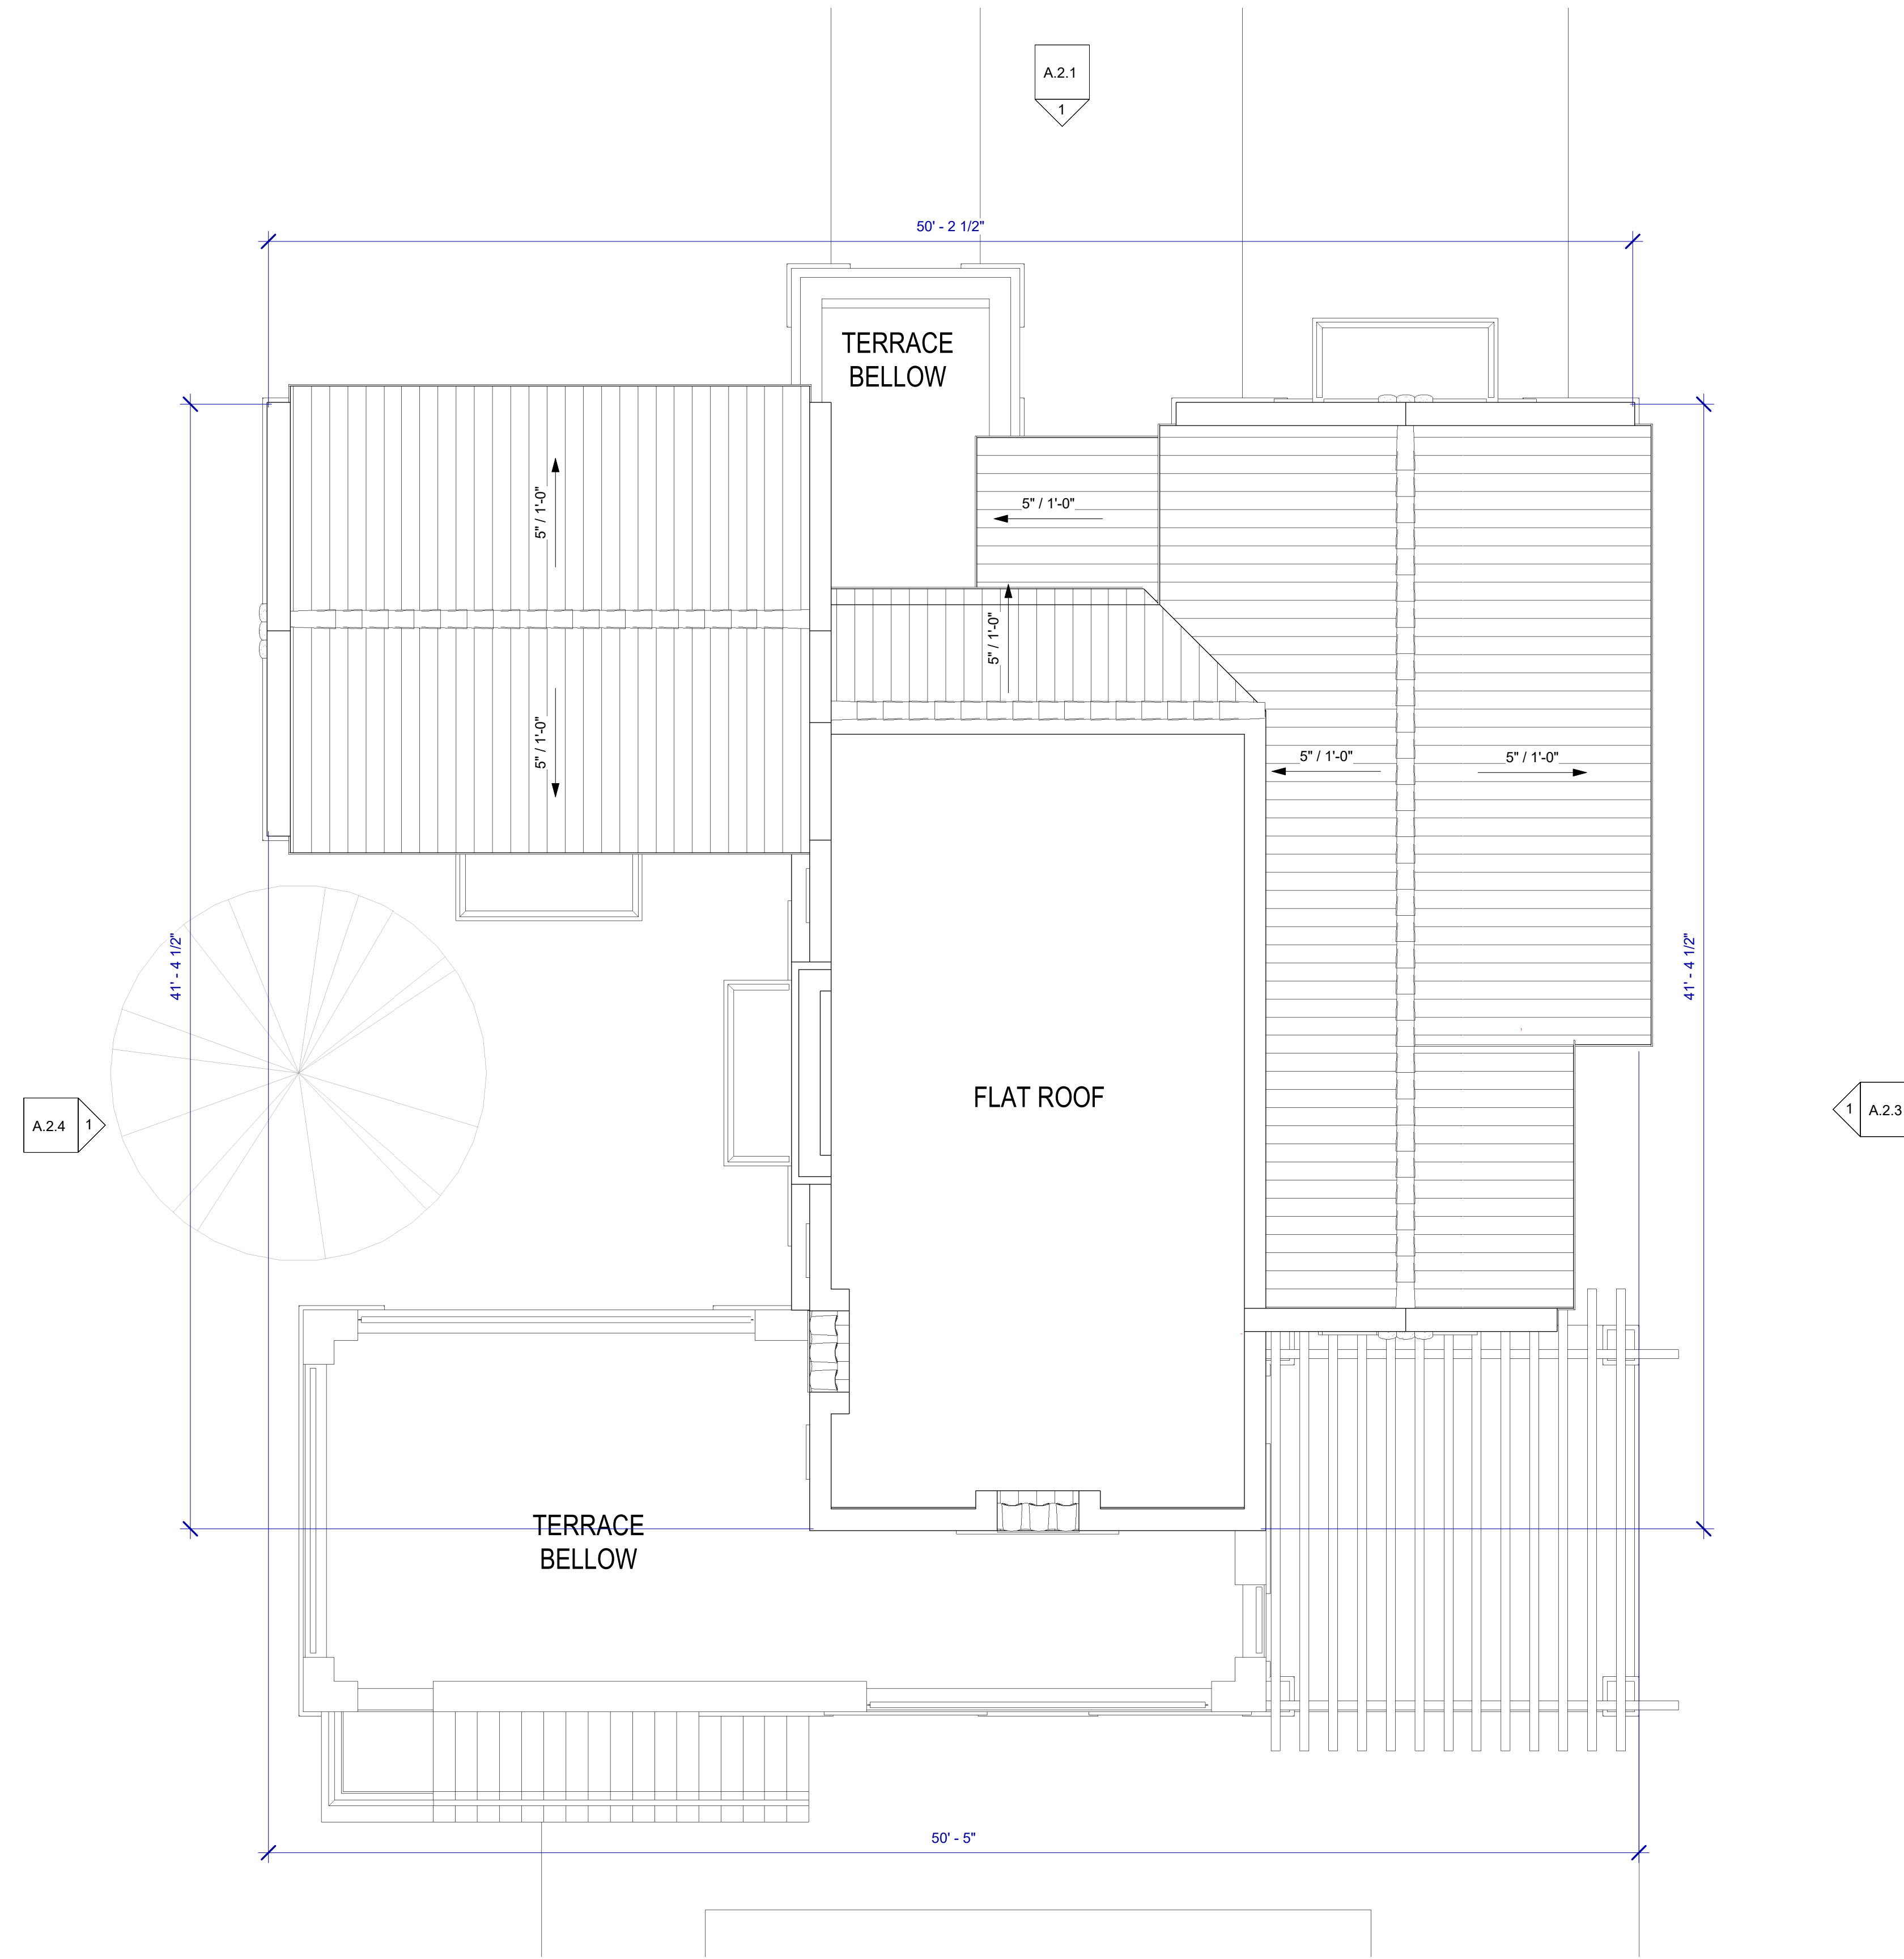 A.2.1
1
50' - 2 1/2"
TERRACE
BELLOW
5" / 1'-0"
5" / 1'-0"
5" / 1'-0"
5" / 1'-0"
5" / 1'-0"
5" / 1'-0"
41' - 4 1/2"
41' - 4 1/2"
FLAT ROOF
A.2.4
1
1
A.2.3
TERRACE
BELLOW
50' - 5"